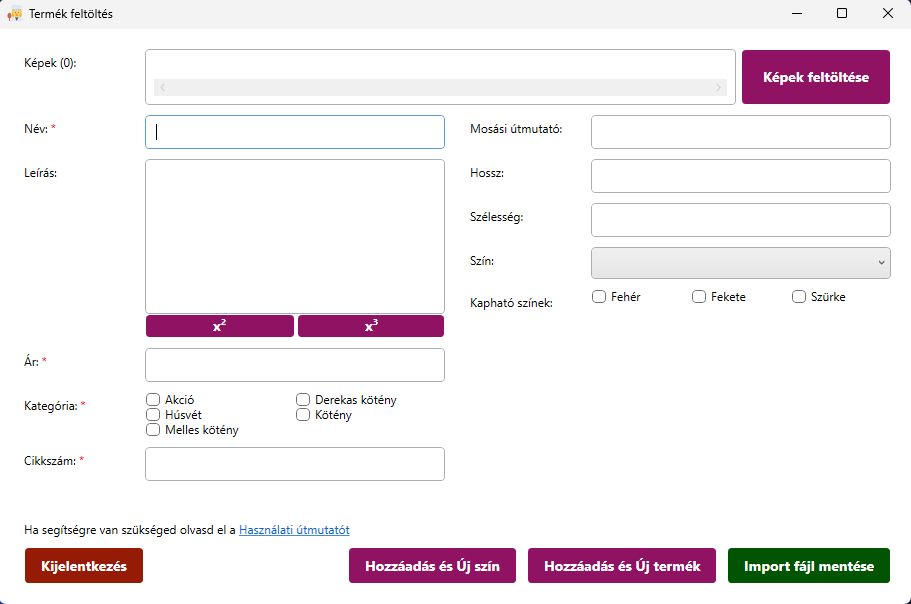 Termék feltöltés
Képek (0):
Képek feltöltése
Név: *
Mosási útmutató:
Leírás:
Hossz:
Szélesség:
Szín:
Kapható színek:
Fehér
Fekete
Szürke
x²
x³
Ár: *
Kategória: *
Akció
Derekas kötény
Húsvét
Kötény
Melles kötény
Cikkszám: *
Ha segítségre van szükséged olvasd el a Használati útmutatót
Kijelentkezés
Hozzáadás és Új szín
Hozzáadás és Új termék
Import fájl mentése